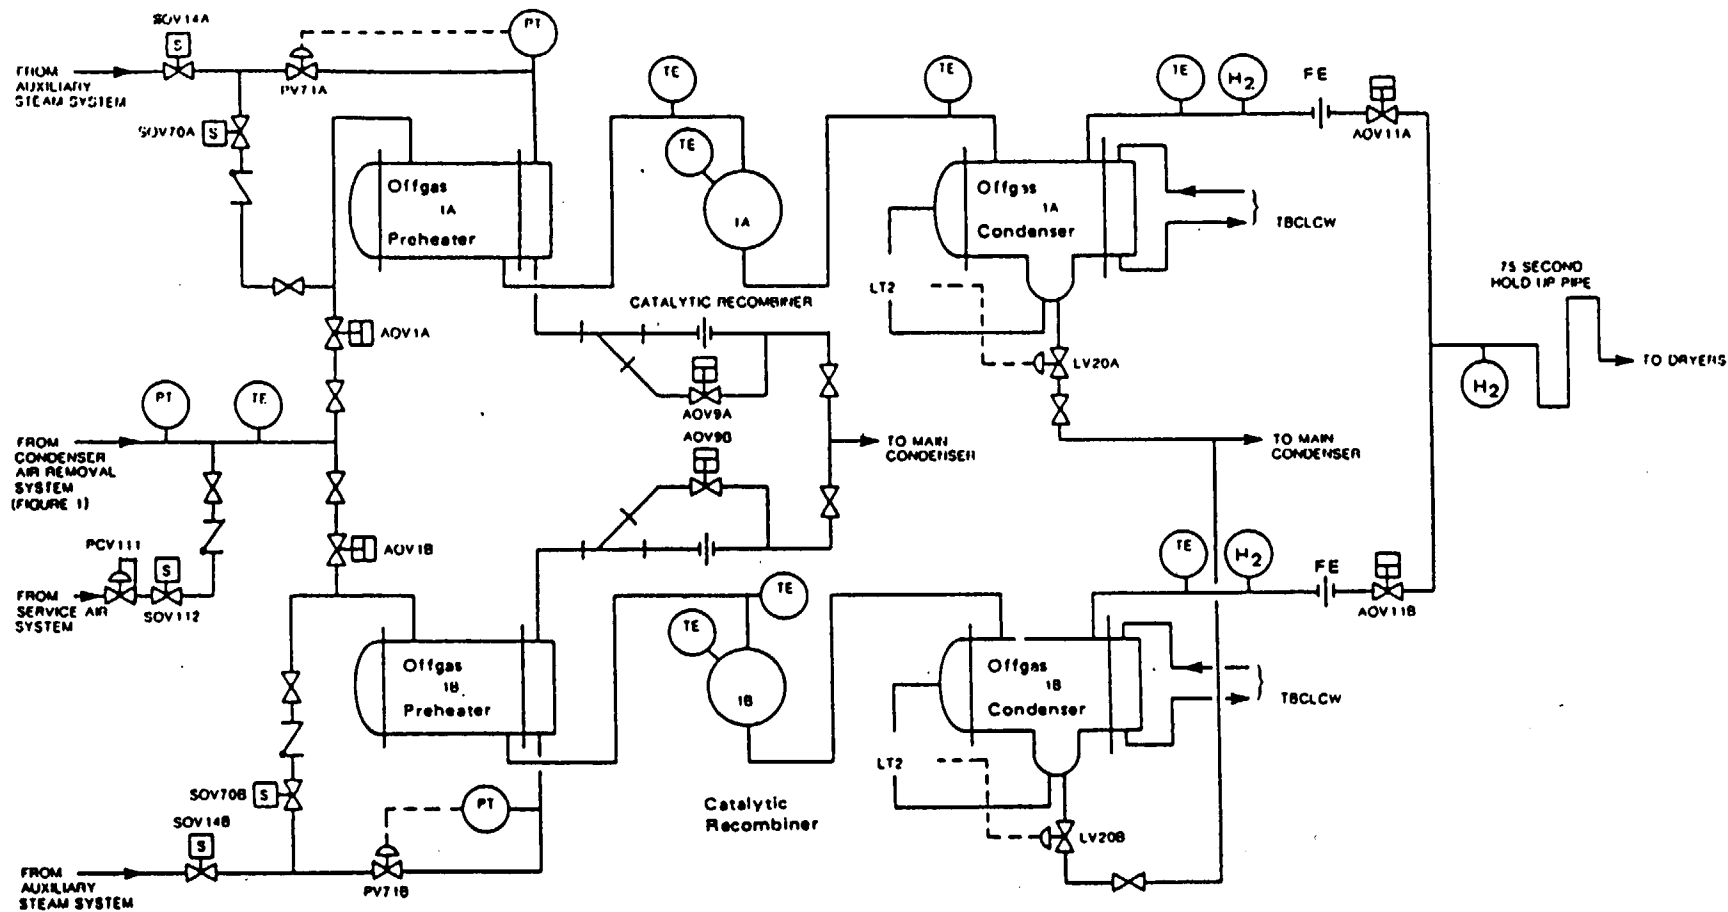 SOV14A
S
PT
FROM
AUXILIARY
STEAM SYSTEM
PV71A
TE
TE
TE
H2
FE
AOV11A
SOV70A
S
TE
Offgas
1A
Preheater
1A
Offgas
1A
Condenser
TBCLCW
LT2
75 SECOND
HOLD UP PIPE
CATALYTIC RECOMBINER
AOV1A
LV20A
TO DRYERS
H2
PT
TE
AOV9A
AOV9B
FROM
CONDENSER
AIR REMOVAL
SYSTEM
(FIGURE 1)
TO MAIN
CONDENSER
TO MAIN
CONDENSER
PCV111
S
AOV1B
TE
H2
FE
FROM
SERVICE AIR
SYSTEM
SOV112
TE
AOV11B
TE
Offgas
1B
Preheater
1B
Offgas
1B
Condenser
TBCLCW
LT2
SOV70B
S
PT
Catalytic
Recombiner
SOV14B
S
LV20B
FROM
AUXILIARY
STEAM SYSTEM
PV71B